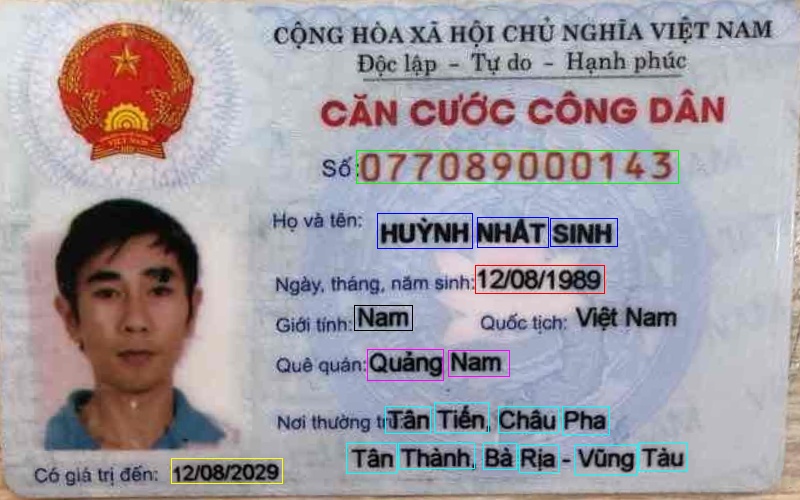 CỘNG HÒA XÃ HỘI CHỦ NGHĨA VIỆT NAM
Độc lập - Tự do - Hạnh phúc
CĂN CƯỚC CÔNG DÂN
VIỆT NAM
Số: 077089000143
Họ và tên: HUỲNH NHẤT SINH
Ngày, tháng, năm sinh: 12/08/1989
Giới tính: Nam Quốc tịch: Việt Nam
Quê quán: Quảng Nam
Nơi thường trú: Tân Tiến, Châu Pha
Tân Thành, Bà Rịa - Vũng Tàu
Có giá trị đến: 12/08/2029